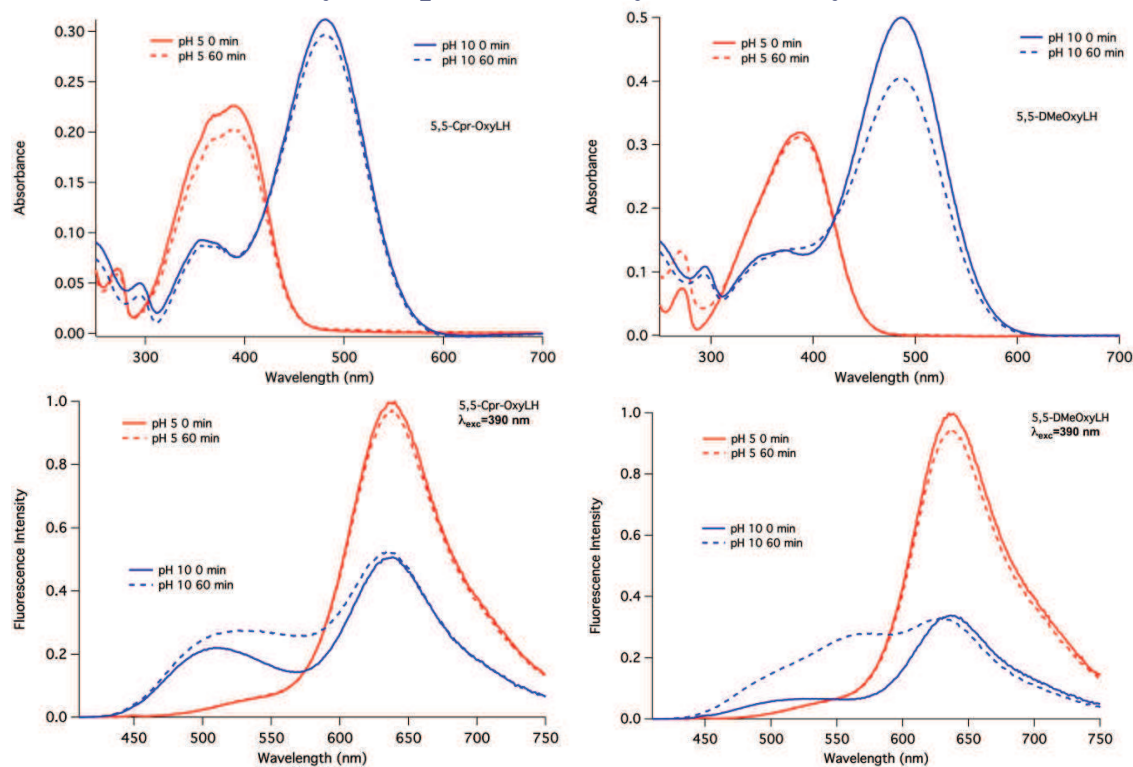 0.30
0.25
0.20
0.15
0.10
0.05
0.00
Absorbance
pH 5 0 min
pH 5 60 min
pH 10 0 min
pH 10 60 min
5,5-Cpr-OxyLH
300
400
500
600
700
Wavelength (nm)
0.5
0.4
0.3
0.2
0.1
0.0
Absorbance
pH 5 0 min
pH 5 60 min
pH 10 0 min
pH 10 60 min
5,5-DMeOxyLH
300
400
500
600
700
Wavelength (nm)
1.0
0.8
0.6
0.4
0.2
0.0
Fluorescence Intensity
pH 5 0 min
pH 5 60 min
5,5-Cpr-OxyLH
λexc=390 nm
pH 10 0 min
pH 10 60 min
450
500
550
600
650
700
750
Wavelength (nm)
1.0
0.8
0.6
0.4
0.2
0.0
Fluorescence Intensity
pH 5 0 min
pH 5 60 min
5,5-DMeOxyLH
λexc=390 nm
pH 10 0 min
pH 10 60 min
450
500
550
600
650
700
750
Wavelength (nm)